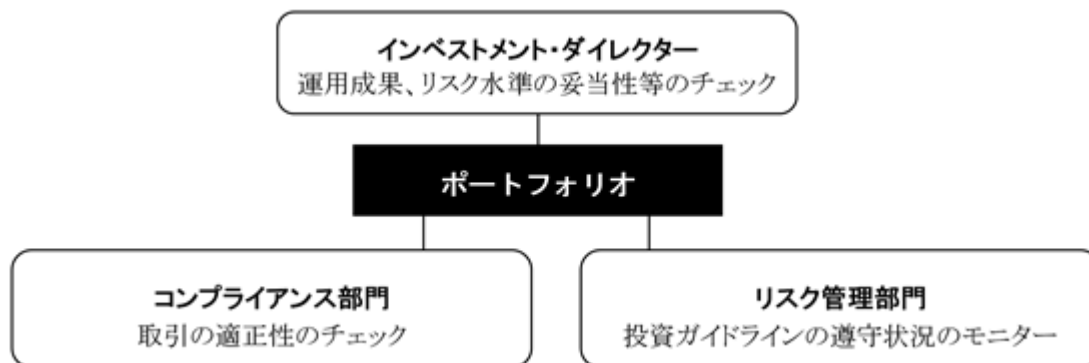 インベストメント・ダイレクター
運用成果、リスク水準の妥当性等のチェック
ポートフォリオ
コンプライアンス部門
取引の適正性のチェック
リスク管理部門
投資ガイドラインの遵守状況のモニター